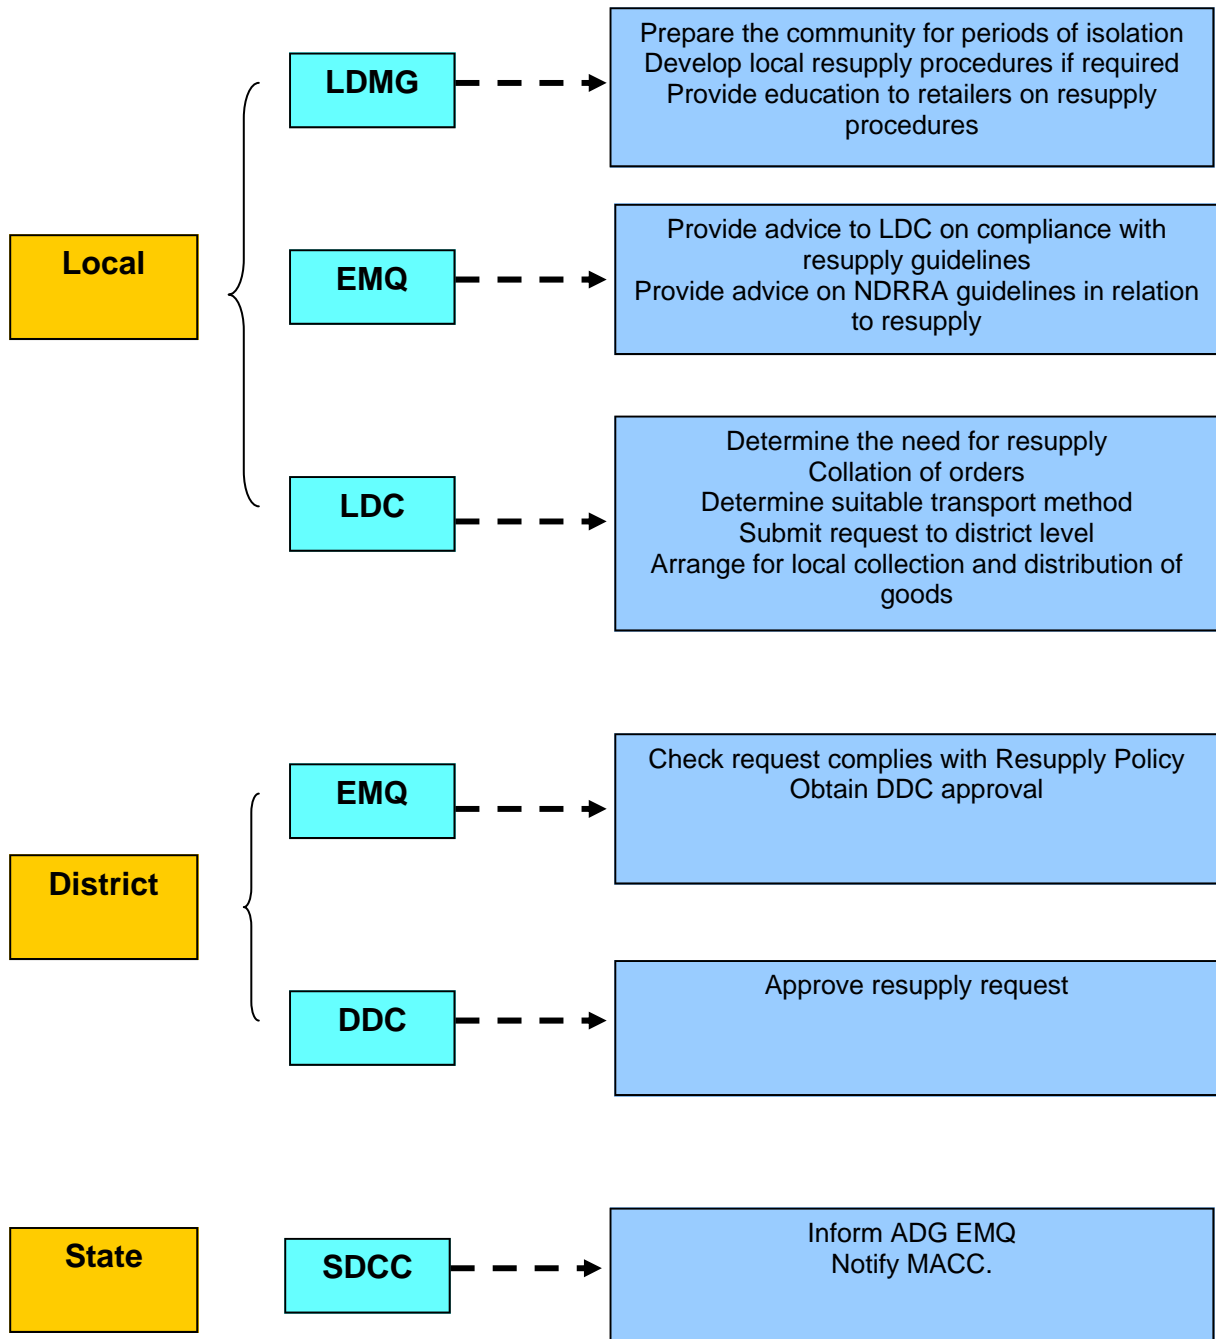 Local
LDMG
Prepare the community for periods of isolation
Develop local resupply procedures if required
Provide education to retailers on resupply
procedures
EMQ
Provide advice to LDC on compliance with
resupply guidelines
Provide advice on NDRRA guidelines in relation
to resupply
LDC
Determine the need for resupply
Collation of orders
Determine suitable transport method
Submit request to district level
Arrange for local collection and distribution of
goods
District
EMQ
Check request complies with Resupply Policy
Obtain DDC approval
DDC
Approve resupply request
State
SDCC
Inform ADG EMQ
Notify MACC.